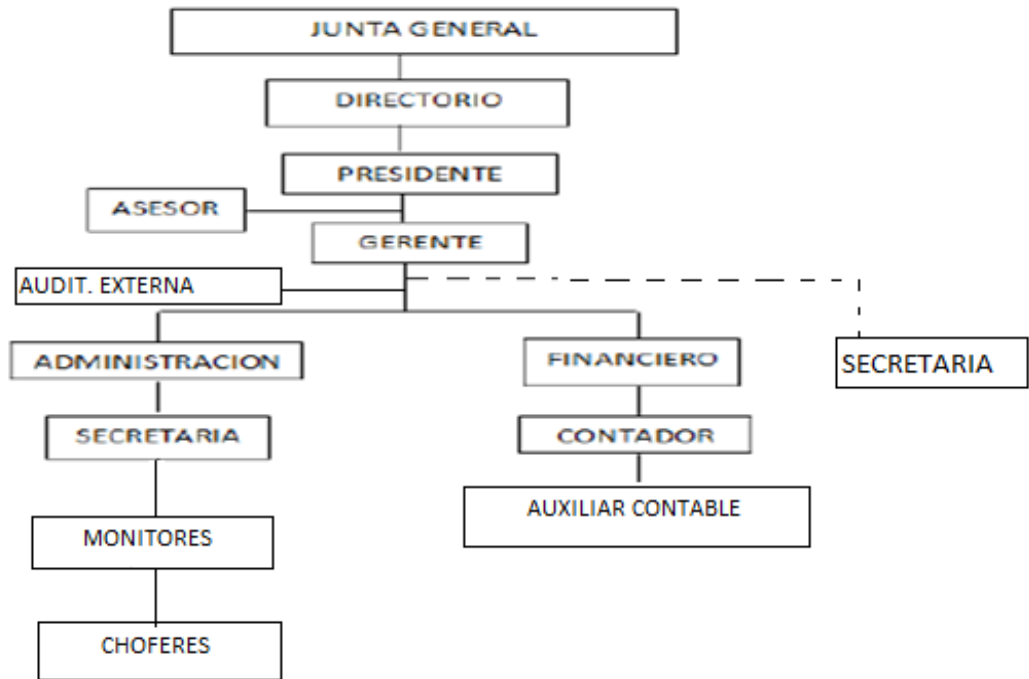 JUNTA GENERAL
DIRECTORIO
PRESIDENTE
ASESOR
GERENTE
AUDIT. EXTERNA
ADMINISTRACION
FINANCIERO
SECRETARIA
SECRETARIA
CONTADOR
AUXILIAR CONTABLE
MONITORES
CHOFERES